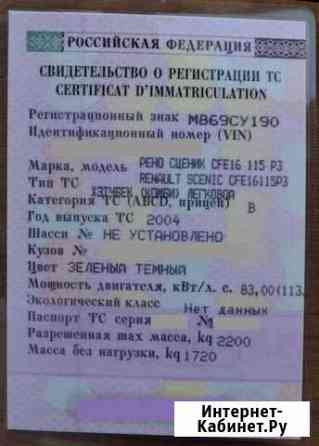 РОССИЙСКАЯ ФЕДЕРАЦИЯ
СВИДЕТЕЛЬСТВО О РЕГИСТРАЦИИ ТС
CERTIFICAT D'IMMATRICULATION
Регистрационный знак М869СУ190
Идентификационный номер (VIN)
РЕНО СЦЕНИК CFE16 115 P3
Марка, модель RENAULT SCENIC CFE16115P3
Тип ТС ХЭТЧБЕК (КОМБИ) ЛЕГКОВОЙ
Категория ТС (ABCD, прицеп) B
Год выпуска ТС 2004
Шасси № НЕ УСТАНОВЛЕНО
Кузов №
Цвет ЗЕЛЕНЫЙ ТЕМНЫЙ
Мощность двигателя, кВт/л. с. 83,00(113.
Экологический класс Нет данных
Паспорт ТС серия №
Разрешенная max масса, kg 2200
Масса без нагрузки, kg 1720
Интернет-
Кабинет.Ру